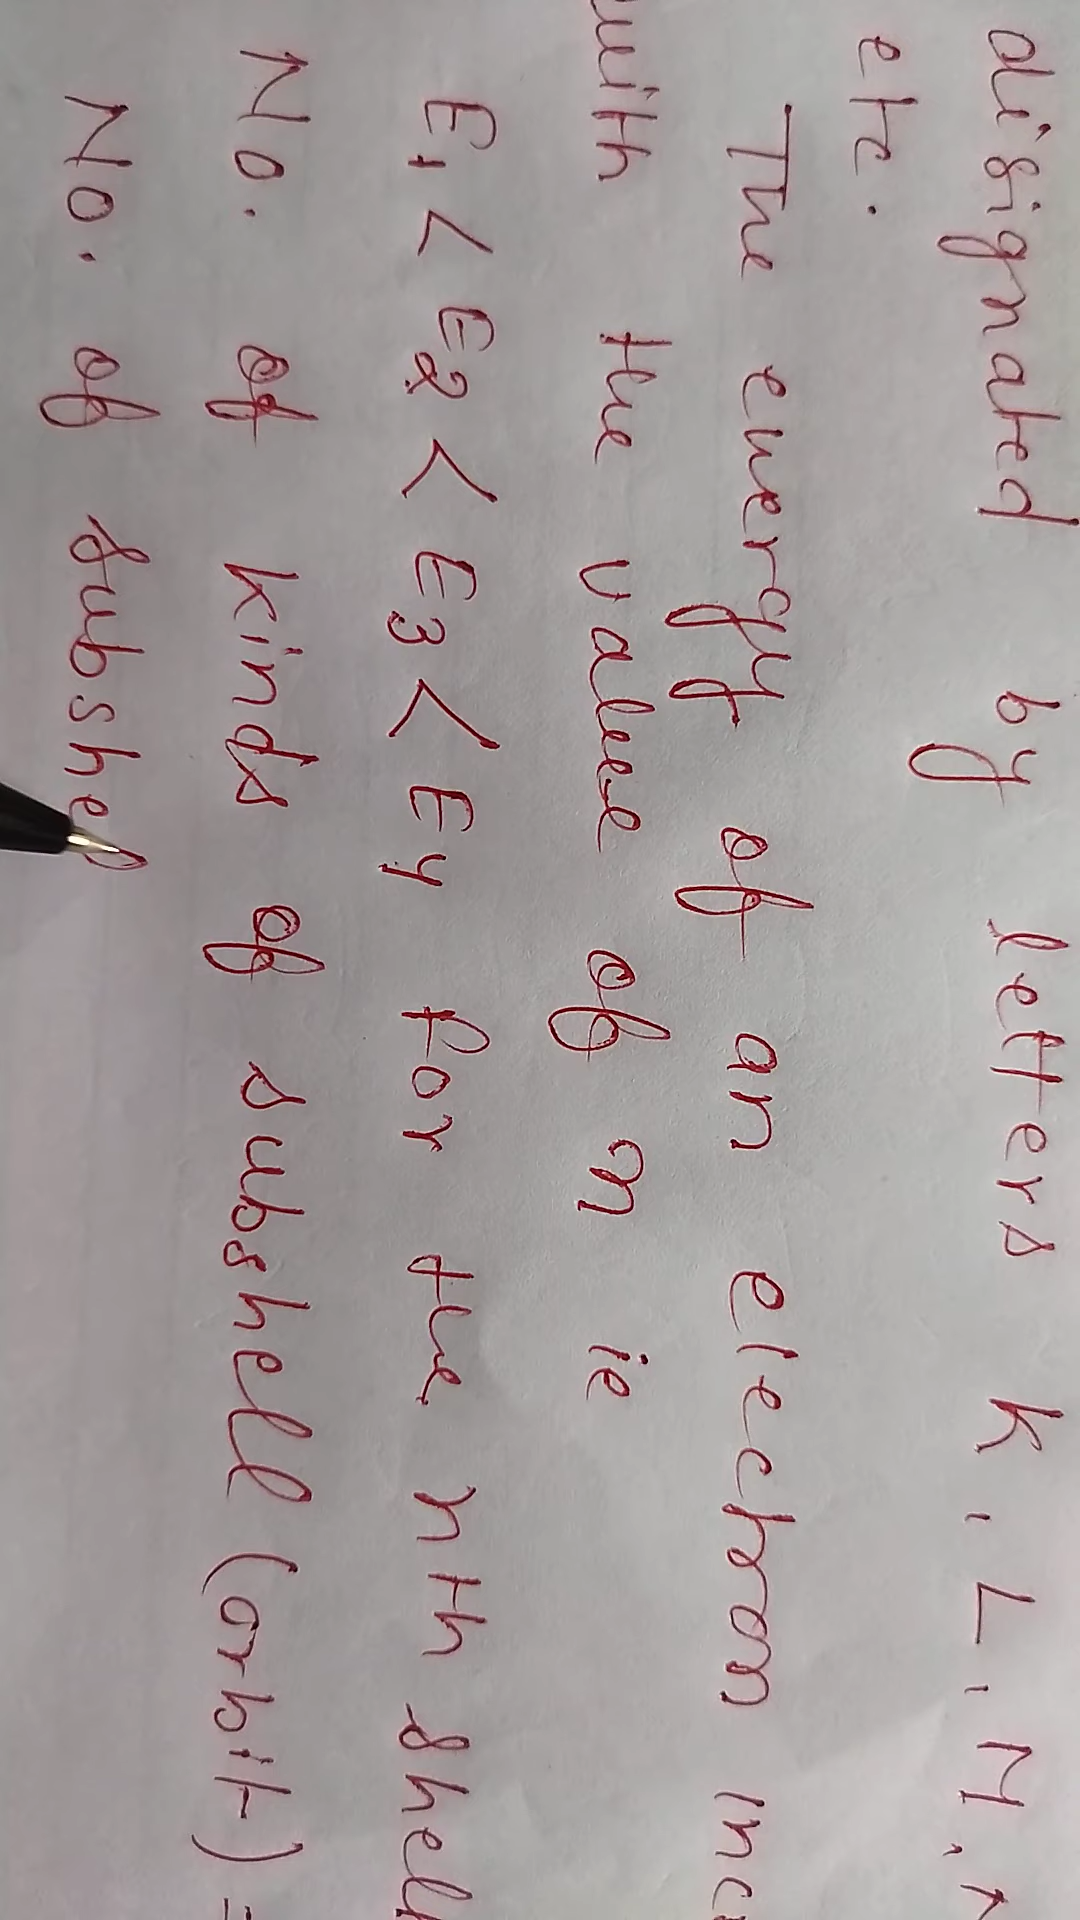 designated by letters K, L, M,
etc.
The energy of an electron inc
with the value of n ie
E1 < E2 < E3 < E4 for the nth shell
No. of kinds of subshell (orbit) =
No. of subshel